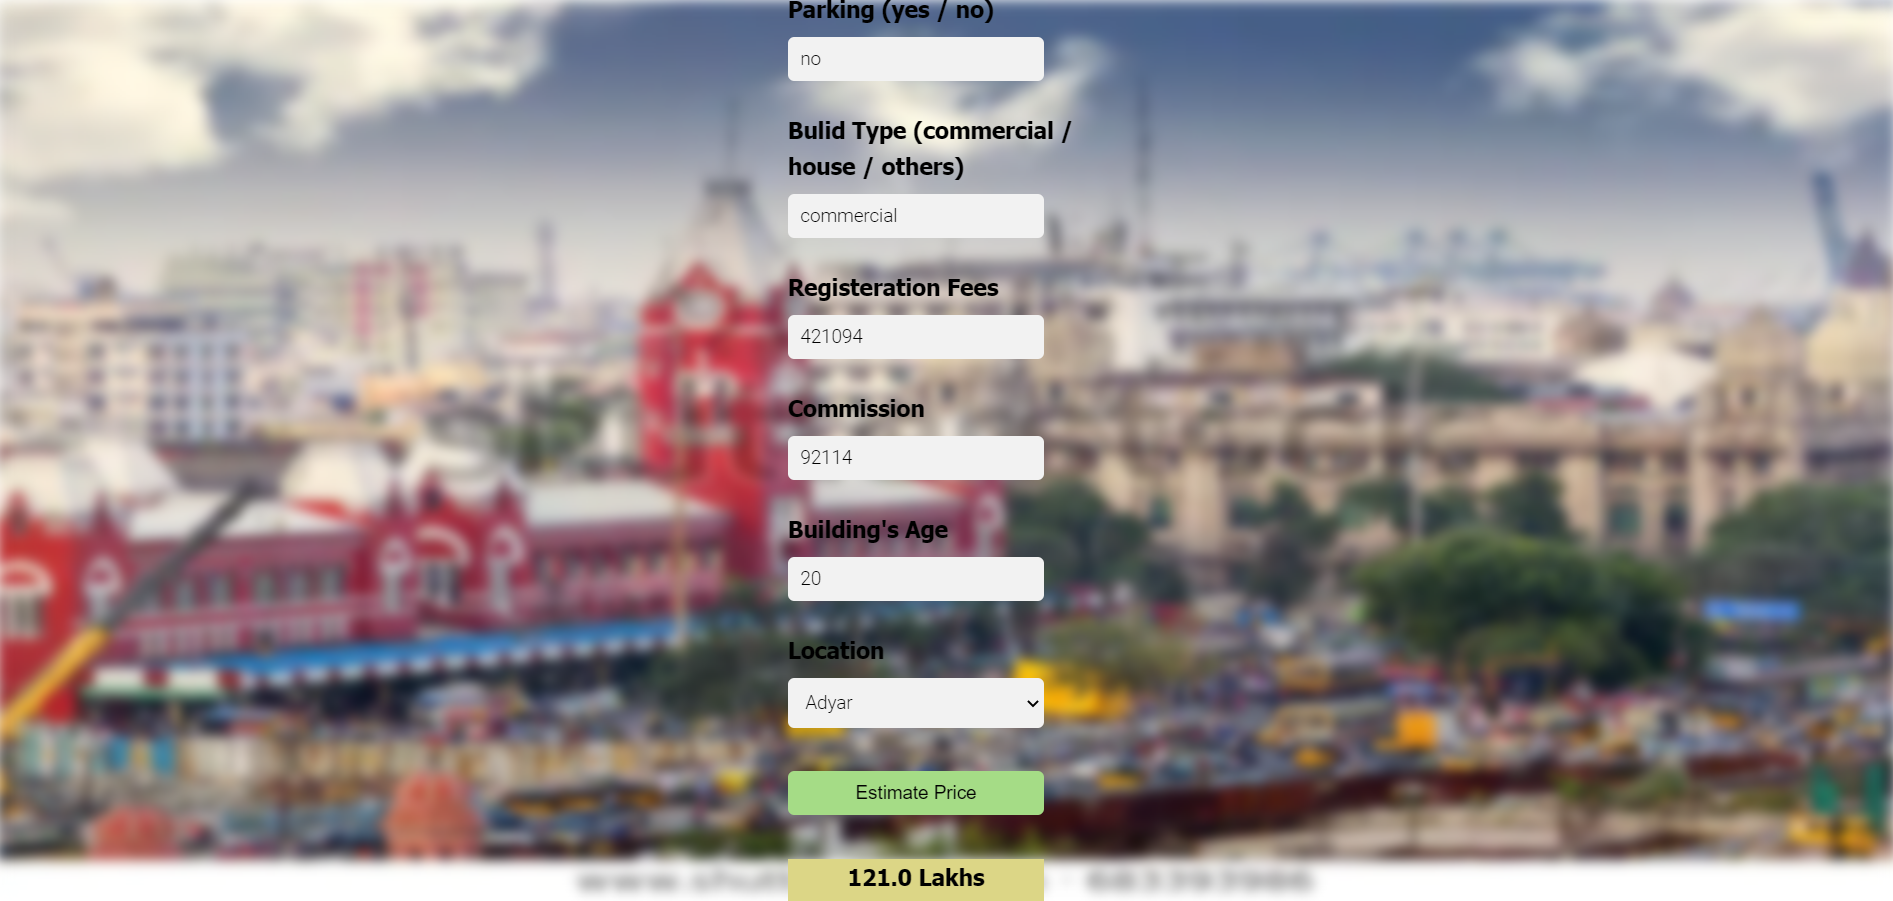 Parking (yes / no)
no
Bulid Type (commercial /
house / others)
commercial
Registeration Fees
421094
Commission
92114
Building's Age
20
Location
Adyar
Estimate Price
121.0 Lakhs